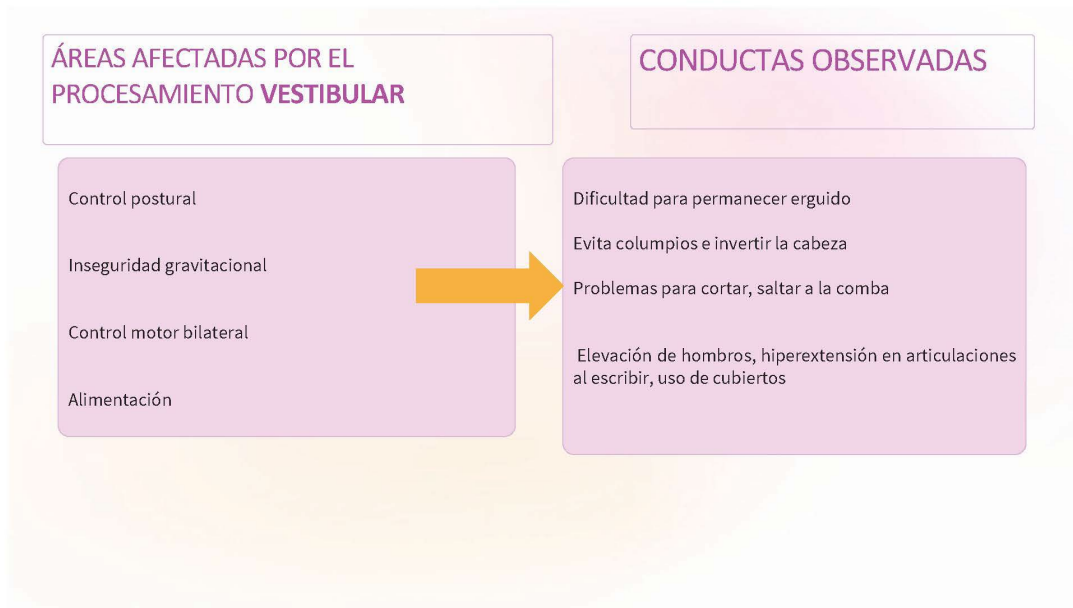 ÁREAS AFECTADAS POR EL
PROCESAMIENTO VESTIBULAR
CONDUCTAS OBSERVADAS
Control postural
Inseguridad gravitacional
Control motor bilateral
Alimentación
Dificultad para permanecer erguido
Evita columpios e invertir la cabeza
Problemas para cortar, saltar a la comba
Elevación de hombros, hiperextensión en articulaciones
al escribir, uso de cubiertos